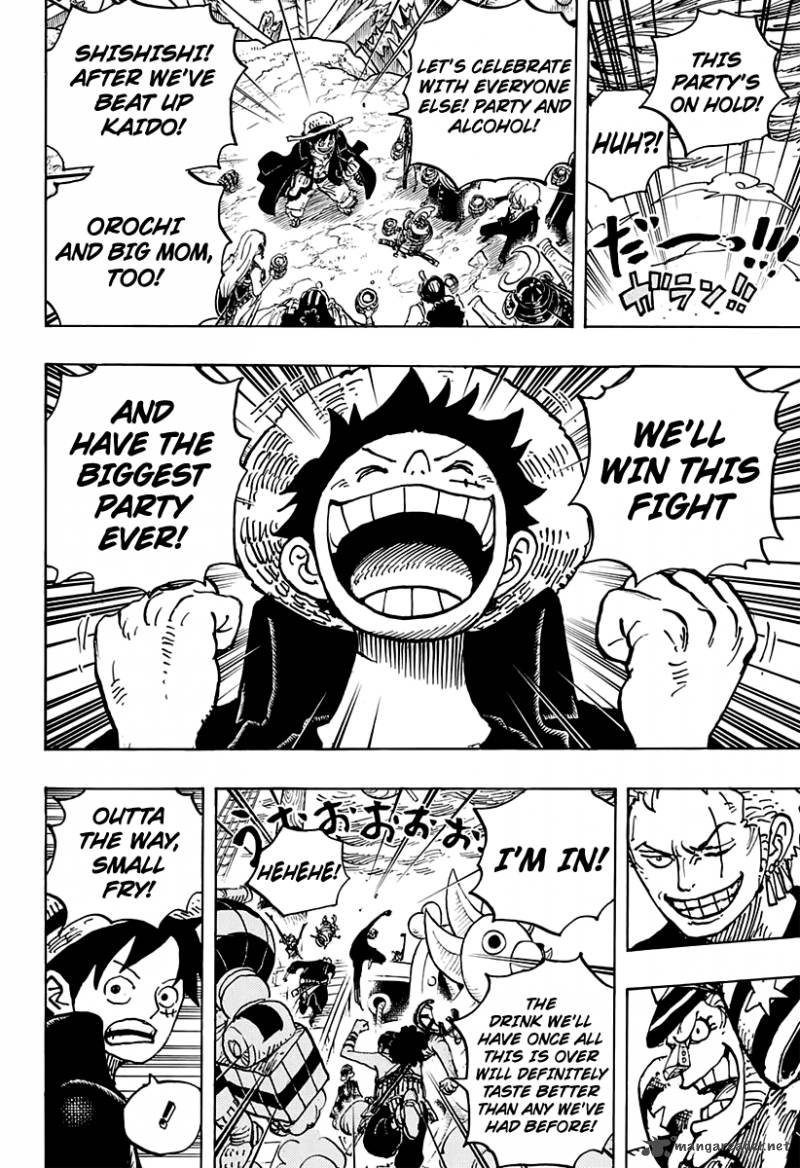 THIS
PARTY'S
ON HOLD!
HUH?!
だーっ!!!
ガラン!!
LET'S CELEBRATE
WITH EVERYONE
ELSE! PARTY AND
ALCOHOL!
SHISHISHI!
AFTER WE'VE
BEAT UP
KAIDO!
OROCHI
AND BIG MOM,
TOO!
WE'LL
WIN THIS
FIGHT
AND
HAVE THE
BIGGEST
PARTY
EVER!
I'M IN!
THE
DRINK WE'LL
HAVE ONCE ALL
THIS IS OVER
WILL DEFINITELY
TASTE BETTER
THAN ANY WE'VE
HAD BEFORE!
うおおおおお
HEHEHE!
OUTTA
THE WAY,
SMALL
FRY!
!
mangareader.net